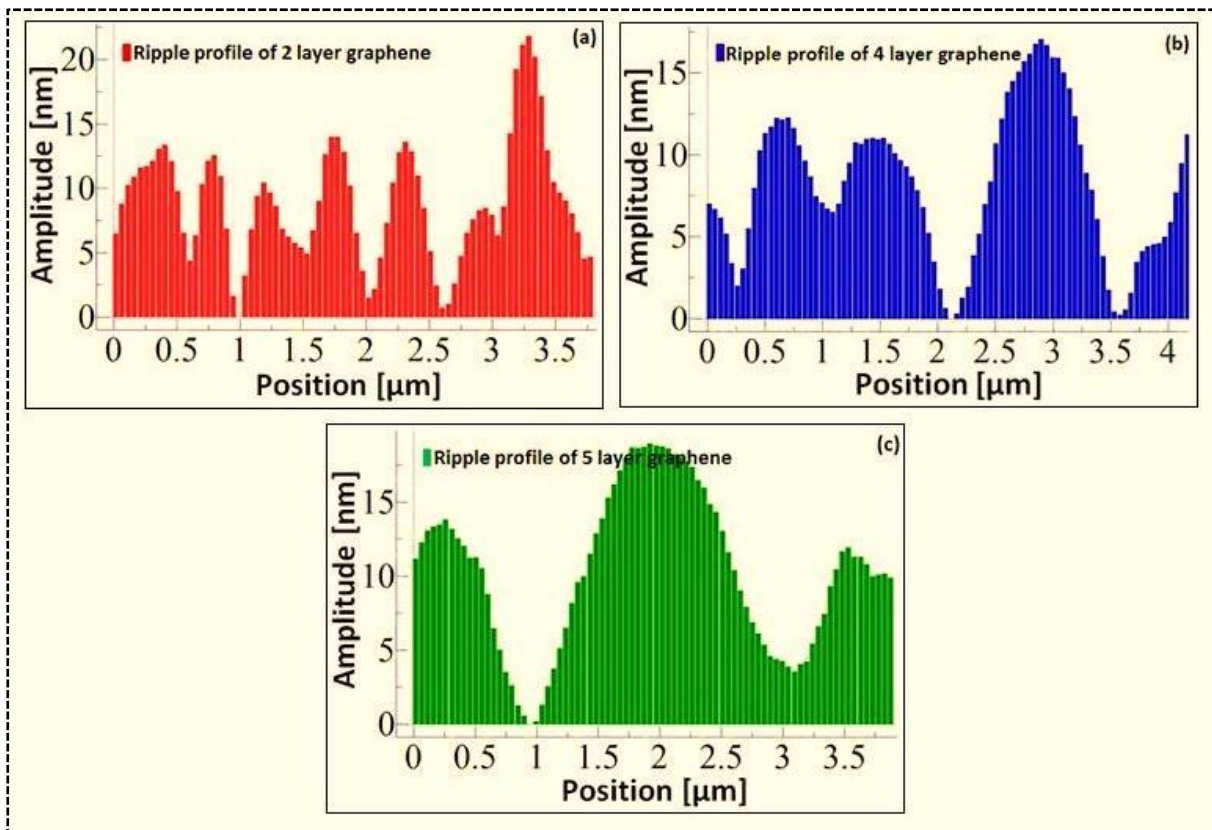 Ripple profile of 2 layer graphene
(a)
Amplitude [nm]
20
15
10
5
0
0 0.5 1 1.5 2 2.5 3 3.5
Position [μm]
Ripple profile of 4 layer graphene
(b)
Amplitude [nm]
15
10
5
0
0 0.5 1 1.5 2 2.5 3 3.5 4
Position [μm]
Ripple profile of 5 layer graphene
(c)
Amplitude [nm]
15
10
5
0
0 0.5 1 1.5 2 2.5 3 3.5
Position [μm]